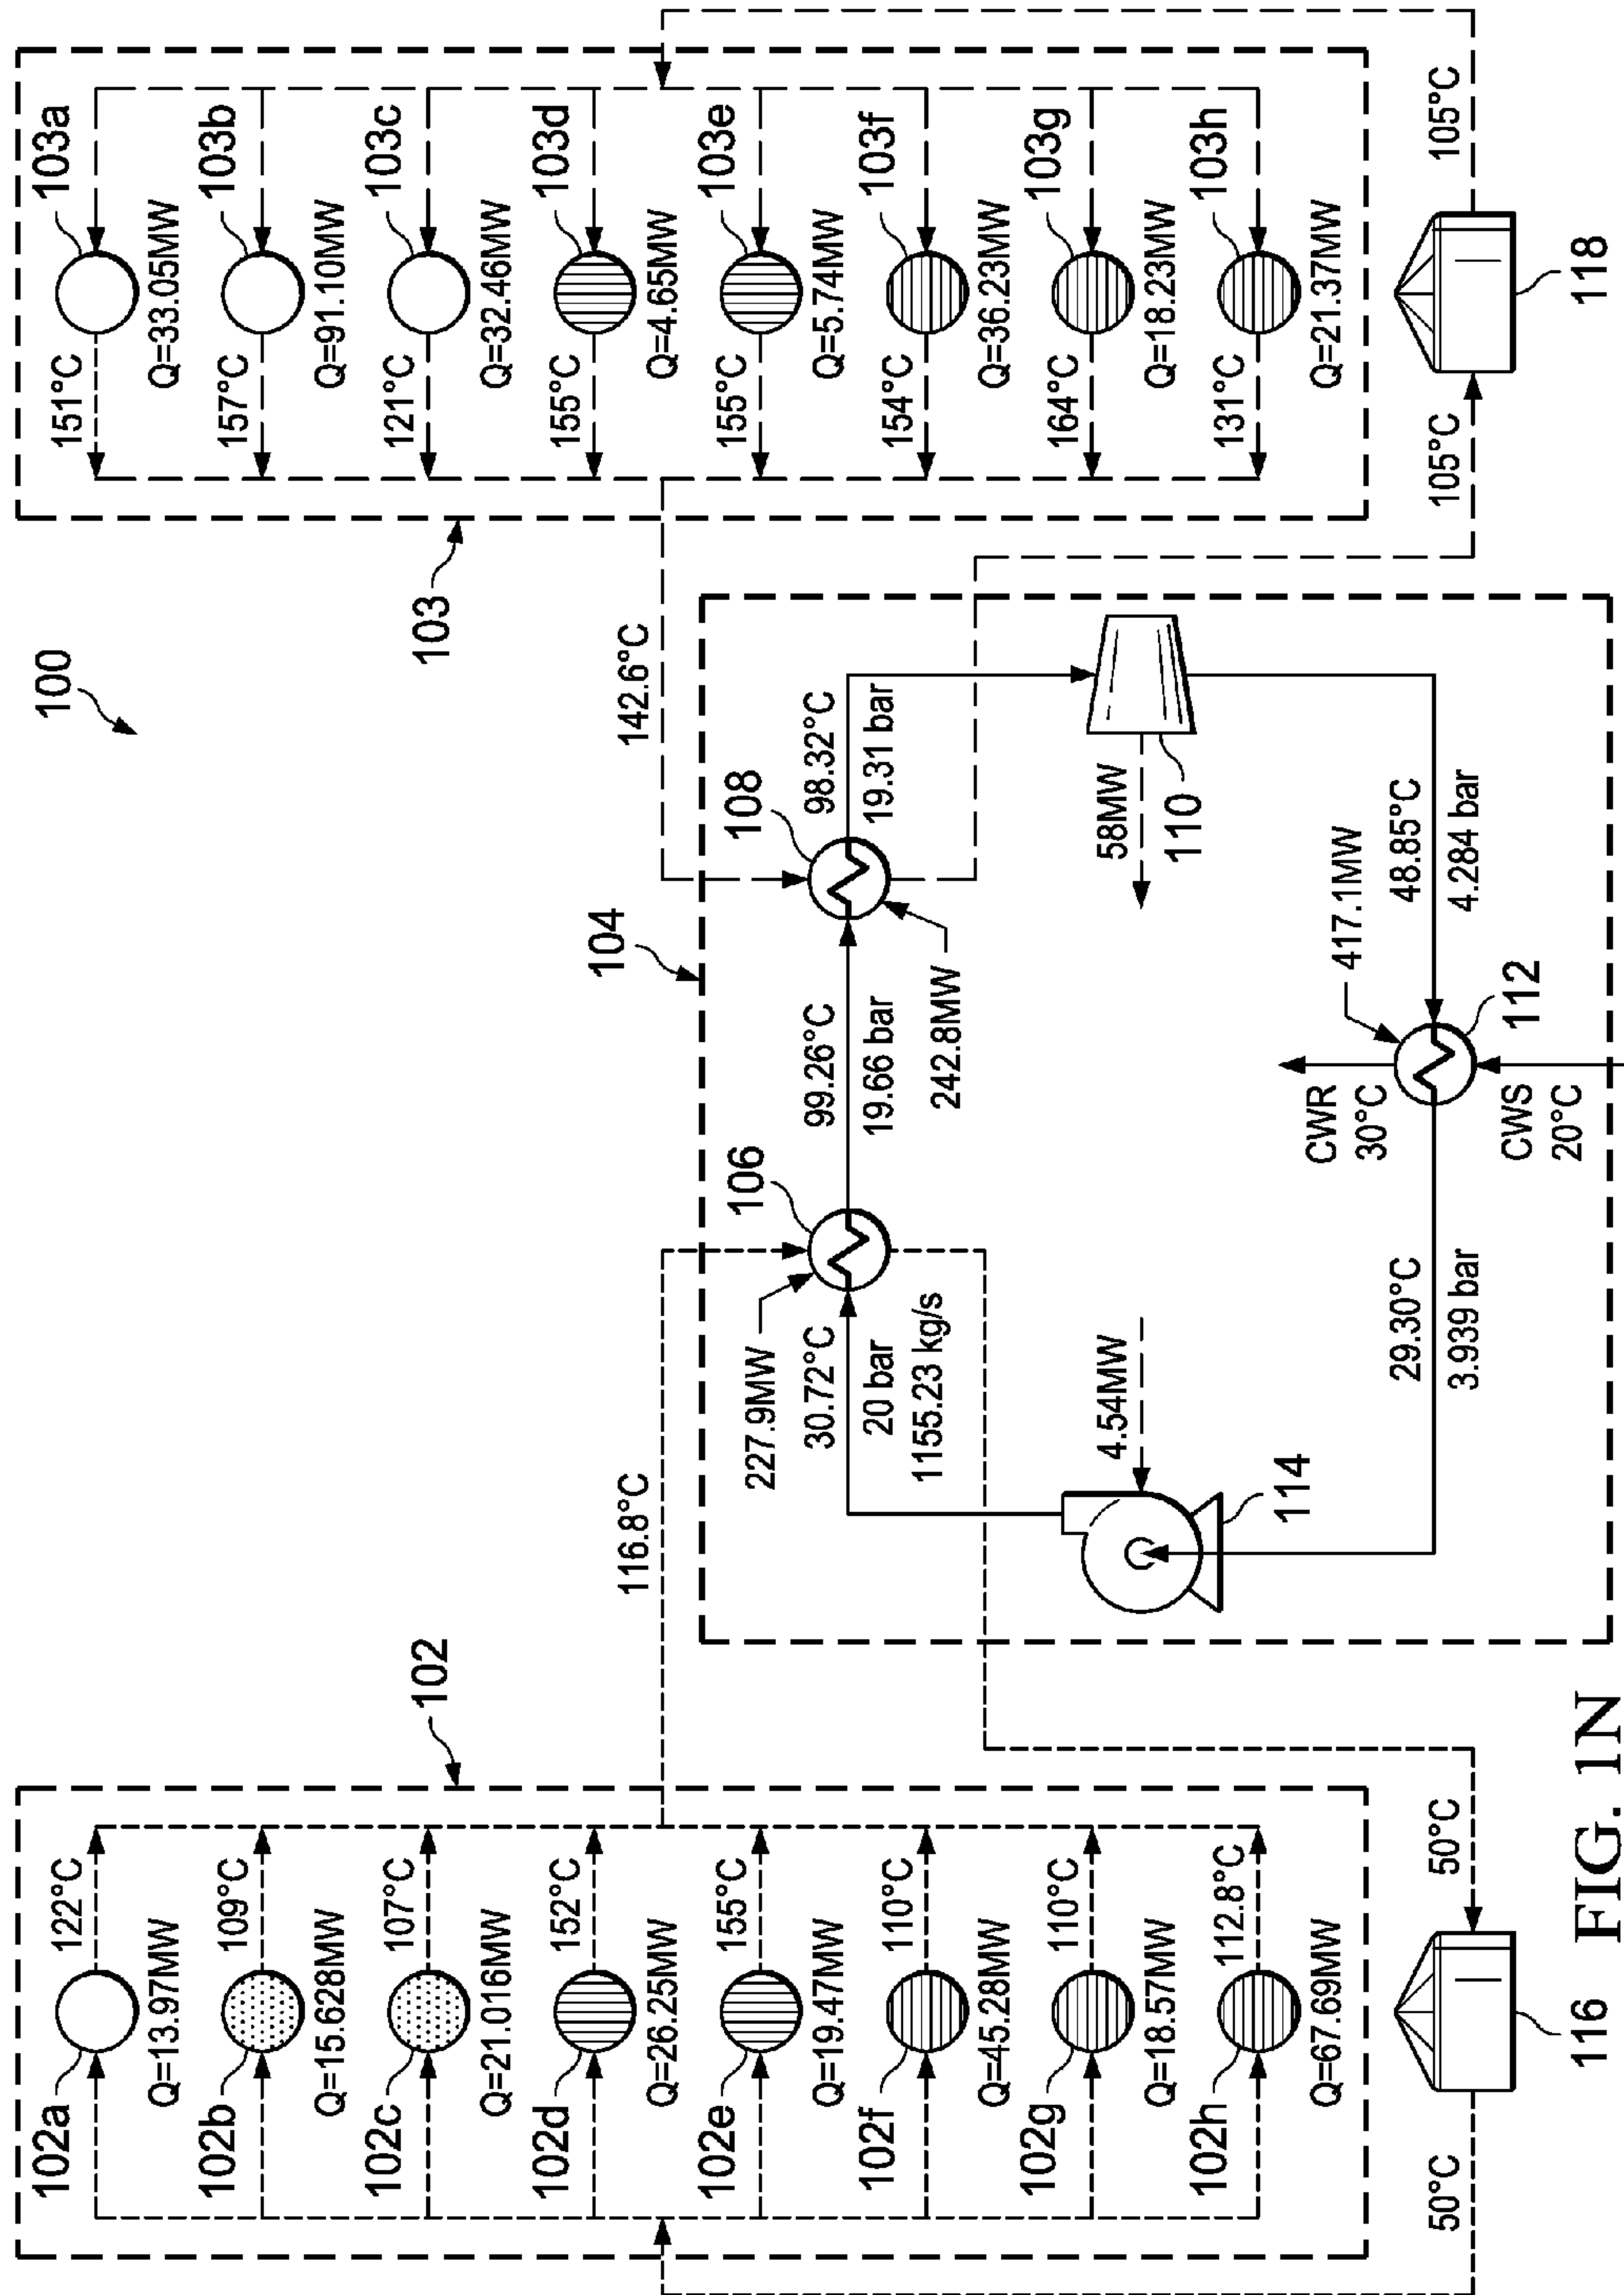 100
102
122°C
102a
Q=13.97MW
109°C
102b
Q=15.628MW
107°C
102c
Q=21.016MW
152°C
102d
Q=26.25MW
155°C
102e
Q=19.47MW
110°C
102f
Q=45.28MW
110°C
102g
Q=18.57MW
112.8°C
102h
Q=67.69MW
50°C
50°C
116
116.8°C
104
106
227.9MW
30.72°C
20 bar
1155.23 kg/s
99.26°C
19.66 bar
108
242.8MW
98.32°C
19.31 bar
58MW
110
4.54MW
114
48.85°C
4.284 bar
417.1MW
112
CWR
30°C
CWS
20°C
29.30°C
3.939 bar
142.6°C
103
151°C
103a
Q=33.05MW
157°C
103b
Q=91.10MW
121°C
103c
Q=32.46MW
155°C
103d
Q=4.65MW
155°C
103e
Q=5.74MW
154°C
103f
Q=36.23MW
164°C
103g
Q=18.23MW
131°C
103h
Q=21.37MW
105°C
105°C
118
FIG. 1N